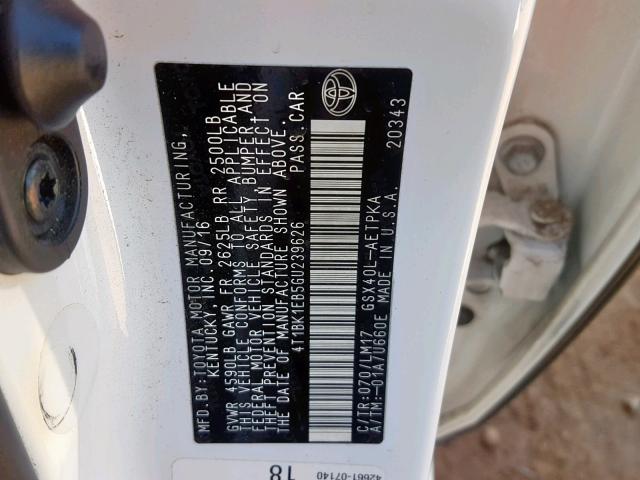 MFD.BY:TOYOTA MOTOR MANUFACTURING,
KENTUCKY, INC. 09/16
GVWR 4590LB GAWR FR 2625LB RR 2500LB
THIS VEHICLE CONFORMS TO ALL APPLICABLE
FEDERAL MOTOR VEHICLE SAFETY, BUMPER, AND
THEFT PREVENTION STANDARDS IN EFFECT ON
THE DATE OF MANUFACTURE SHOWN ABOVE.
4T1BK1EB5GU239626 PASS.CAR
C/TR:070/LM17 GSX40L-AETPKA
A/TM:-01A/U660E MADE IN U.S.A. 20343
42661-07140
18